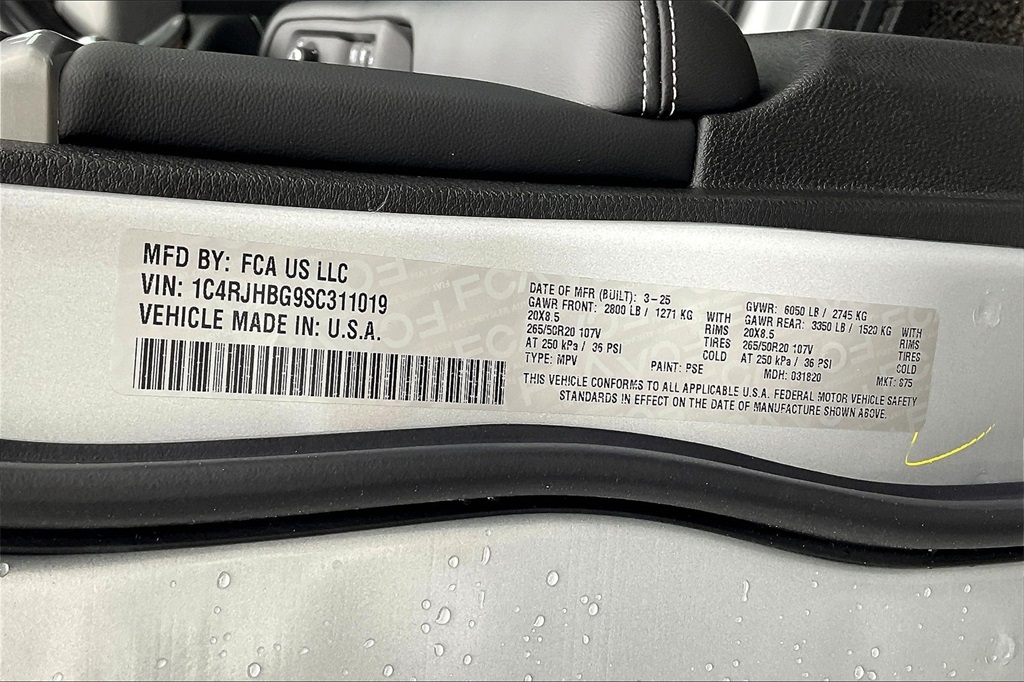 MFD BY: FCA US LLC
VIN: 1C4RJHBG9SC311019
VEHICLE MADE IN: U.S.A.
DATE OF MFR (BUILT): 3-25
GAWR FRONT: 2800 LB / 1271 KG WITH
20X8.5 RIMS
265/50R20 107V TIRES
AT 250 kPa / 36 PSI COLD
TYPE: MPV PAINT: PSE
GVWR: 6050 LB / 2745 KG
GAWR REAR: 3350 LB / 1520 KG WITH
20X8.5 RIMS
265/50R20 107V TIRES
AT 250 kPa / 36 PSI COLD
MDH: 031820 MKT: 875
THIS VEHICLE CONFORMS TO ALL APPLICABLE U.S.A. FEDERAL MOTOR VEHICLE SAFETY
STANDARDS IN EFFECT ON THE DATE OF MANUFACTURE SHOWN ABOVE.